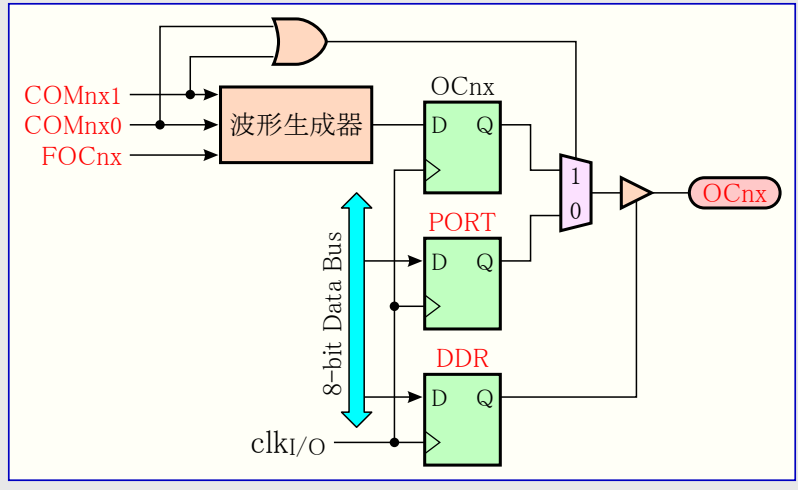 OCnx
COMnx1
COMnx0
FOCnx
波形生成器
D Q
1
0
OCnx
PORT
D Q
8-bit Data Bus
DDR
D Q
clkI/O